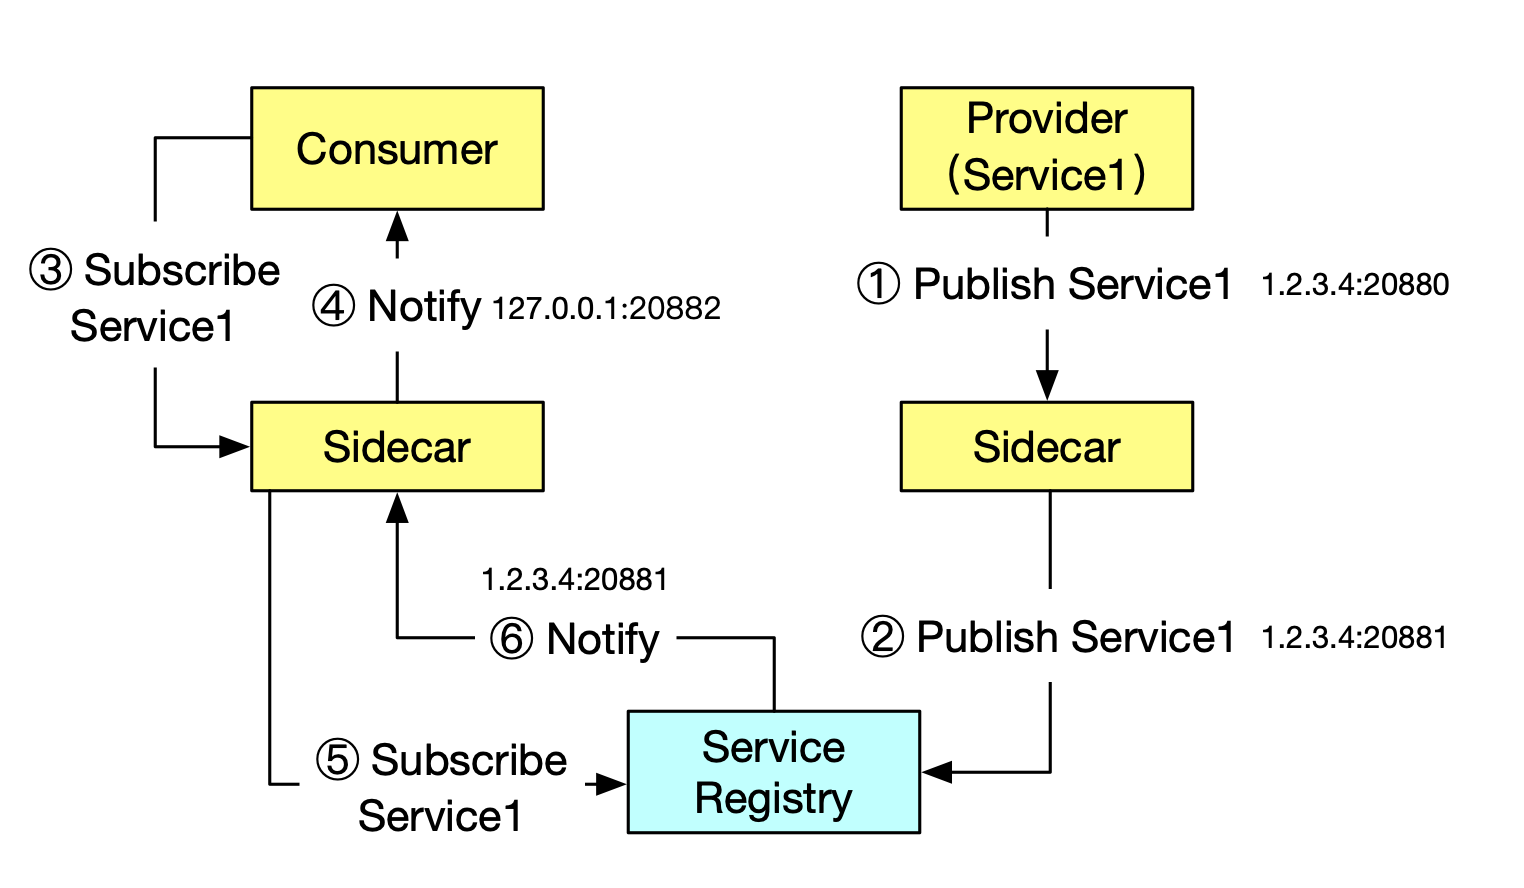 Consumer
Provider
(Service1)
③ Subscribe
Service1
④ Notify 127.0.0.1:20882
① Publish Service1 1.2.3.4:20880
Sidecar
Sidecar
1.2.3.4:20881
⑥ Notify
② Publish Service1 1.2.3.4:20881
⑤ Subscribe
Service1
Service
Registry